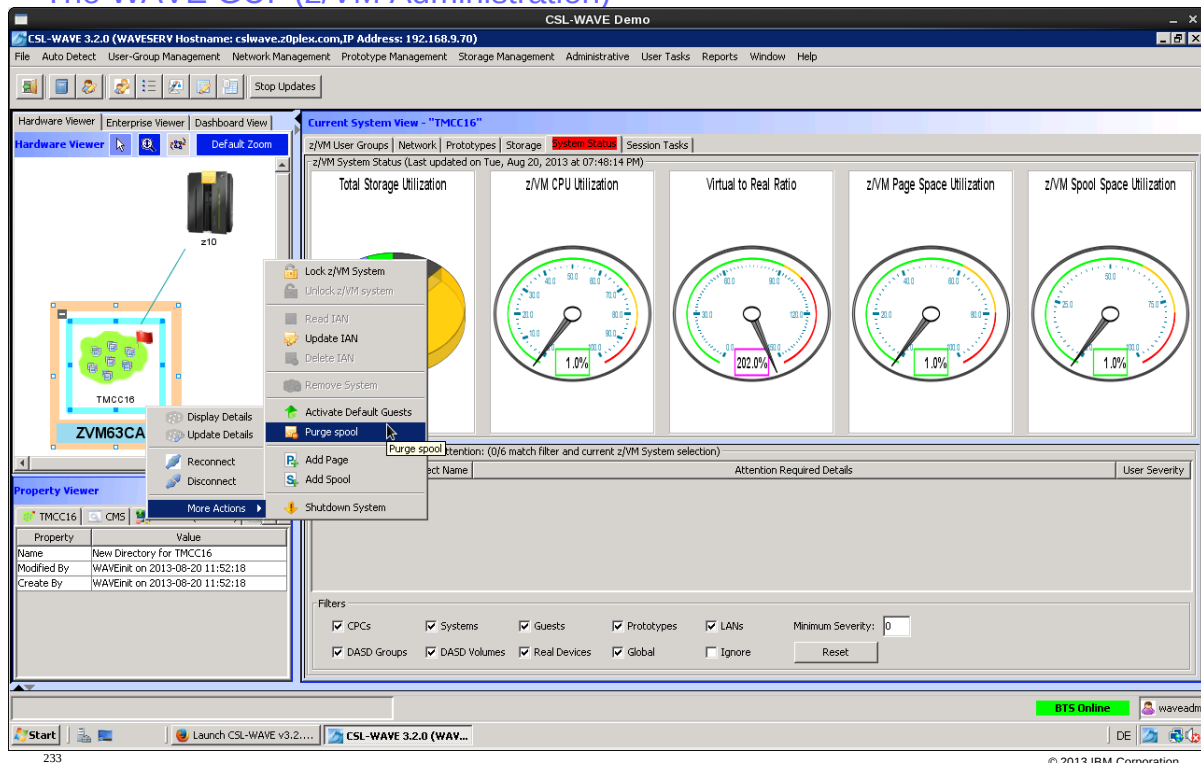 The WAVE GUI (z/VM Administration)
CSL-WAVE Demo
CSL-WAVE 3.2.0 (WAVESERV Hostname: cslwave.z0plex.com,IP Address: 192.168.9.70)
File Auto Detect User-Group Management Network Management Prototype Management Storage Management Administrative User Tasks Reports Window Help
Stop Updates
Hardware Viewer Enterprise Viewer Dashboard View
Hardware Viewer Default Zoom
z10
TMCC16
ZVM63CA
Display Details
Update Details
Reconnect
Disconnect
More Actions
Lock z/VM System
Unlock z/VM system
Read IAN
Update IAN
Delete IAN
Remove System
Activate Default Guests
Purge spool
Purge spool
Add Page
Add Spool
Shutdown System
Property Viewer
TMCC16 CMS
Property Value
Name New Directory for TMCC16
Modified By WAVEinit on 2013-08-20 11:52:18
Create By WAVEinit on 2013-08-20 11:52:18
Current System View - "TMCC16"
z/VM User Groups Network Prototypes Storage System Status Session Tasks
z/VM System Status (Last updated on Tue, Aug 20, 2013 at 07:48:14 PM)
Total Storage Utilization z/VM CPU Utilization Virtual to Real Ratio z/VM Page Space Utilization z/VM Spool Space Utilization
1.0% 202.0% 1.0% 1.0%
ttention: (0/6 match filter and current z/VM System selection)
ect Name Attention Required Details User Severity
Filters
CPCs Systems Guests Prototypes LANs Minimum Severity: 0
DASD Groups DASD Volumes Real Devices Global Ignore Reset
BTS Online waveadm
Start Launch CSL-WAVE v3.2.... CSL-WAVE 3.2.0 (WAV... DE
233
© 2013 IBM Corporation